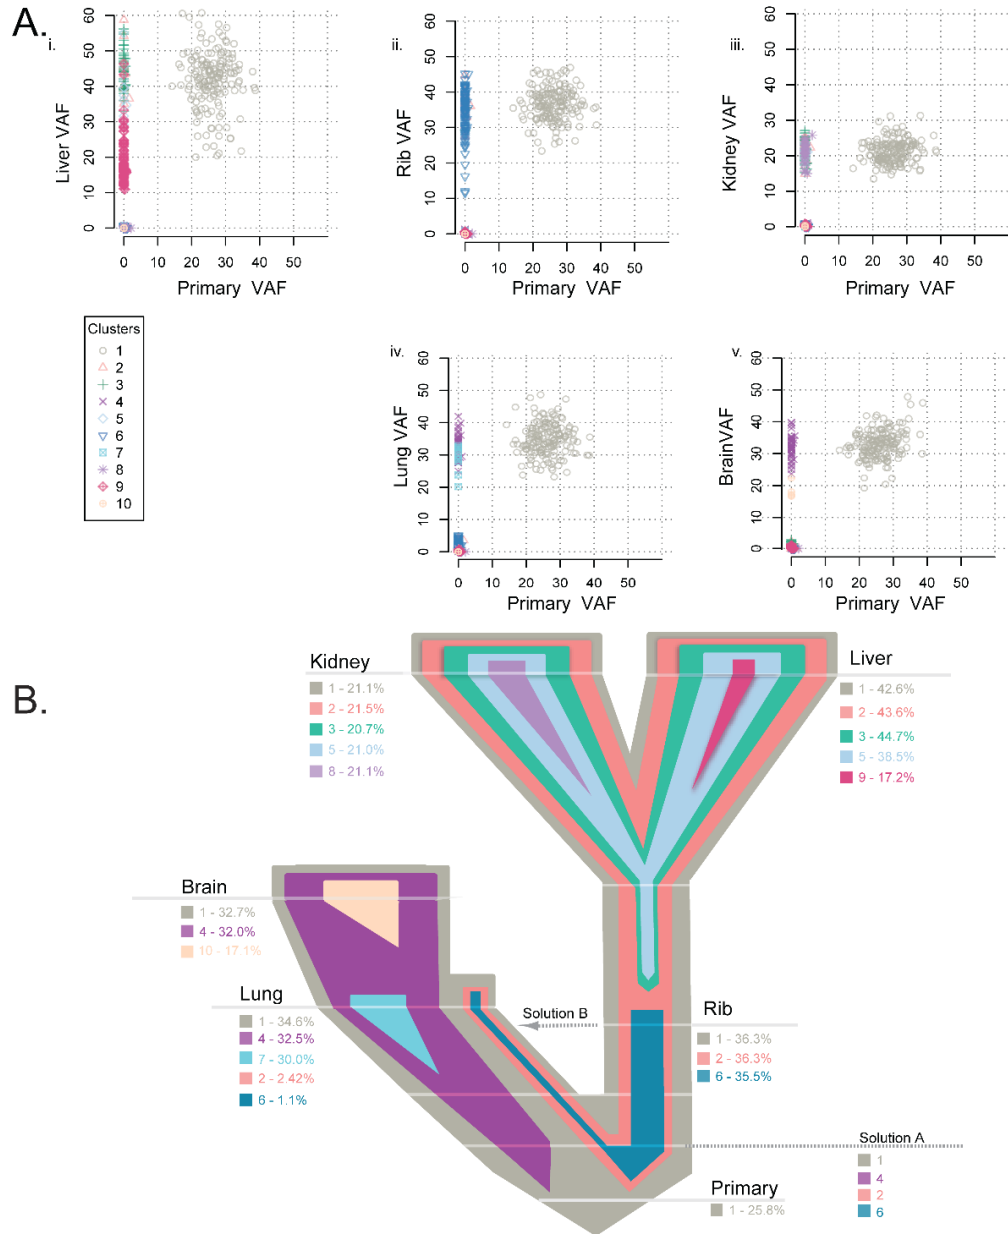 A.
i.
60
50
40
30
20
10
0
Liver VAF
0 10 20 30 40 50
Primary VAF
ii.
60
50
40
30
20
10
0
Rib VAF
0 10 20 30 40 50
Primary VAF
iii.
60
50
40
30
20
10
0
Kidney VAF
0 10 20 30 40 50
Primary VAF
Clusters
1
2
3
4
5
6
7
8
9
10
iv.
60
50
40
30
20
10
0
Lung VAF
0 10 20 30 40 50
Primary VAF
v.
60
50
40
30
20
10
0
BrainVAF
0 10 20 30 40 50
Primary VAF
B.
Kidney
1 - 21.1%
2 - 21.5%
3 - 20.7%
5 - 21.0%
8 - 21.1%
Liver
1 - 42.6%
2 - 43.6%
3 - 44.7%
5 - 38.5%
9 - 17.2%
Brain
1 - 32.7%
4 - 32.0%
10 - 17.1%
Lung
1 - 34.6%
4 - 32.5%
7 - 30.0%
2 - 2.42%
6 - 1.1%
Solution B
Rib
1 - 36.3%
2 - 36.3%
6 - 35.5%
Solution A
1
4
2
6
Primary
1 - 25.8%